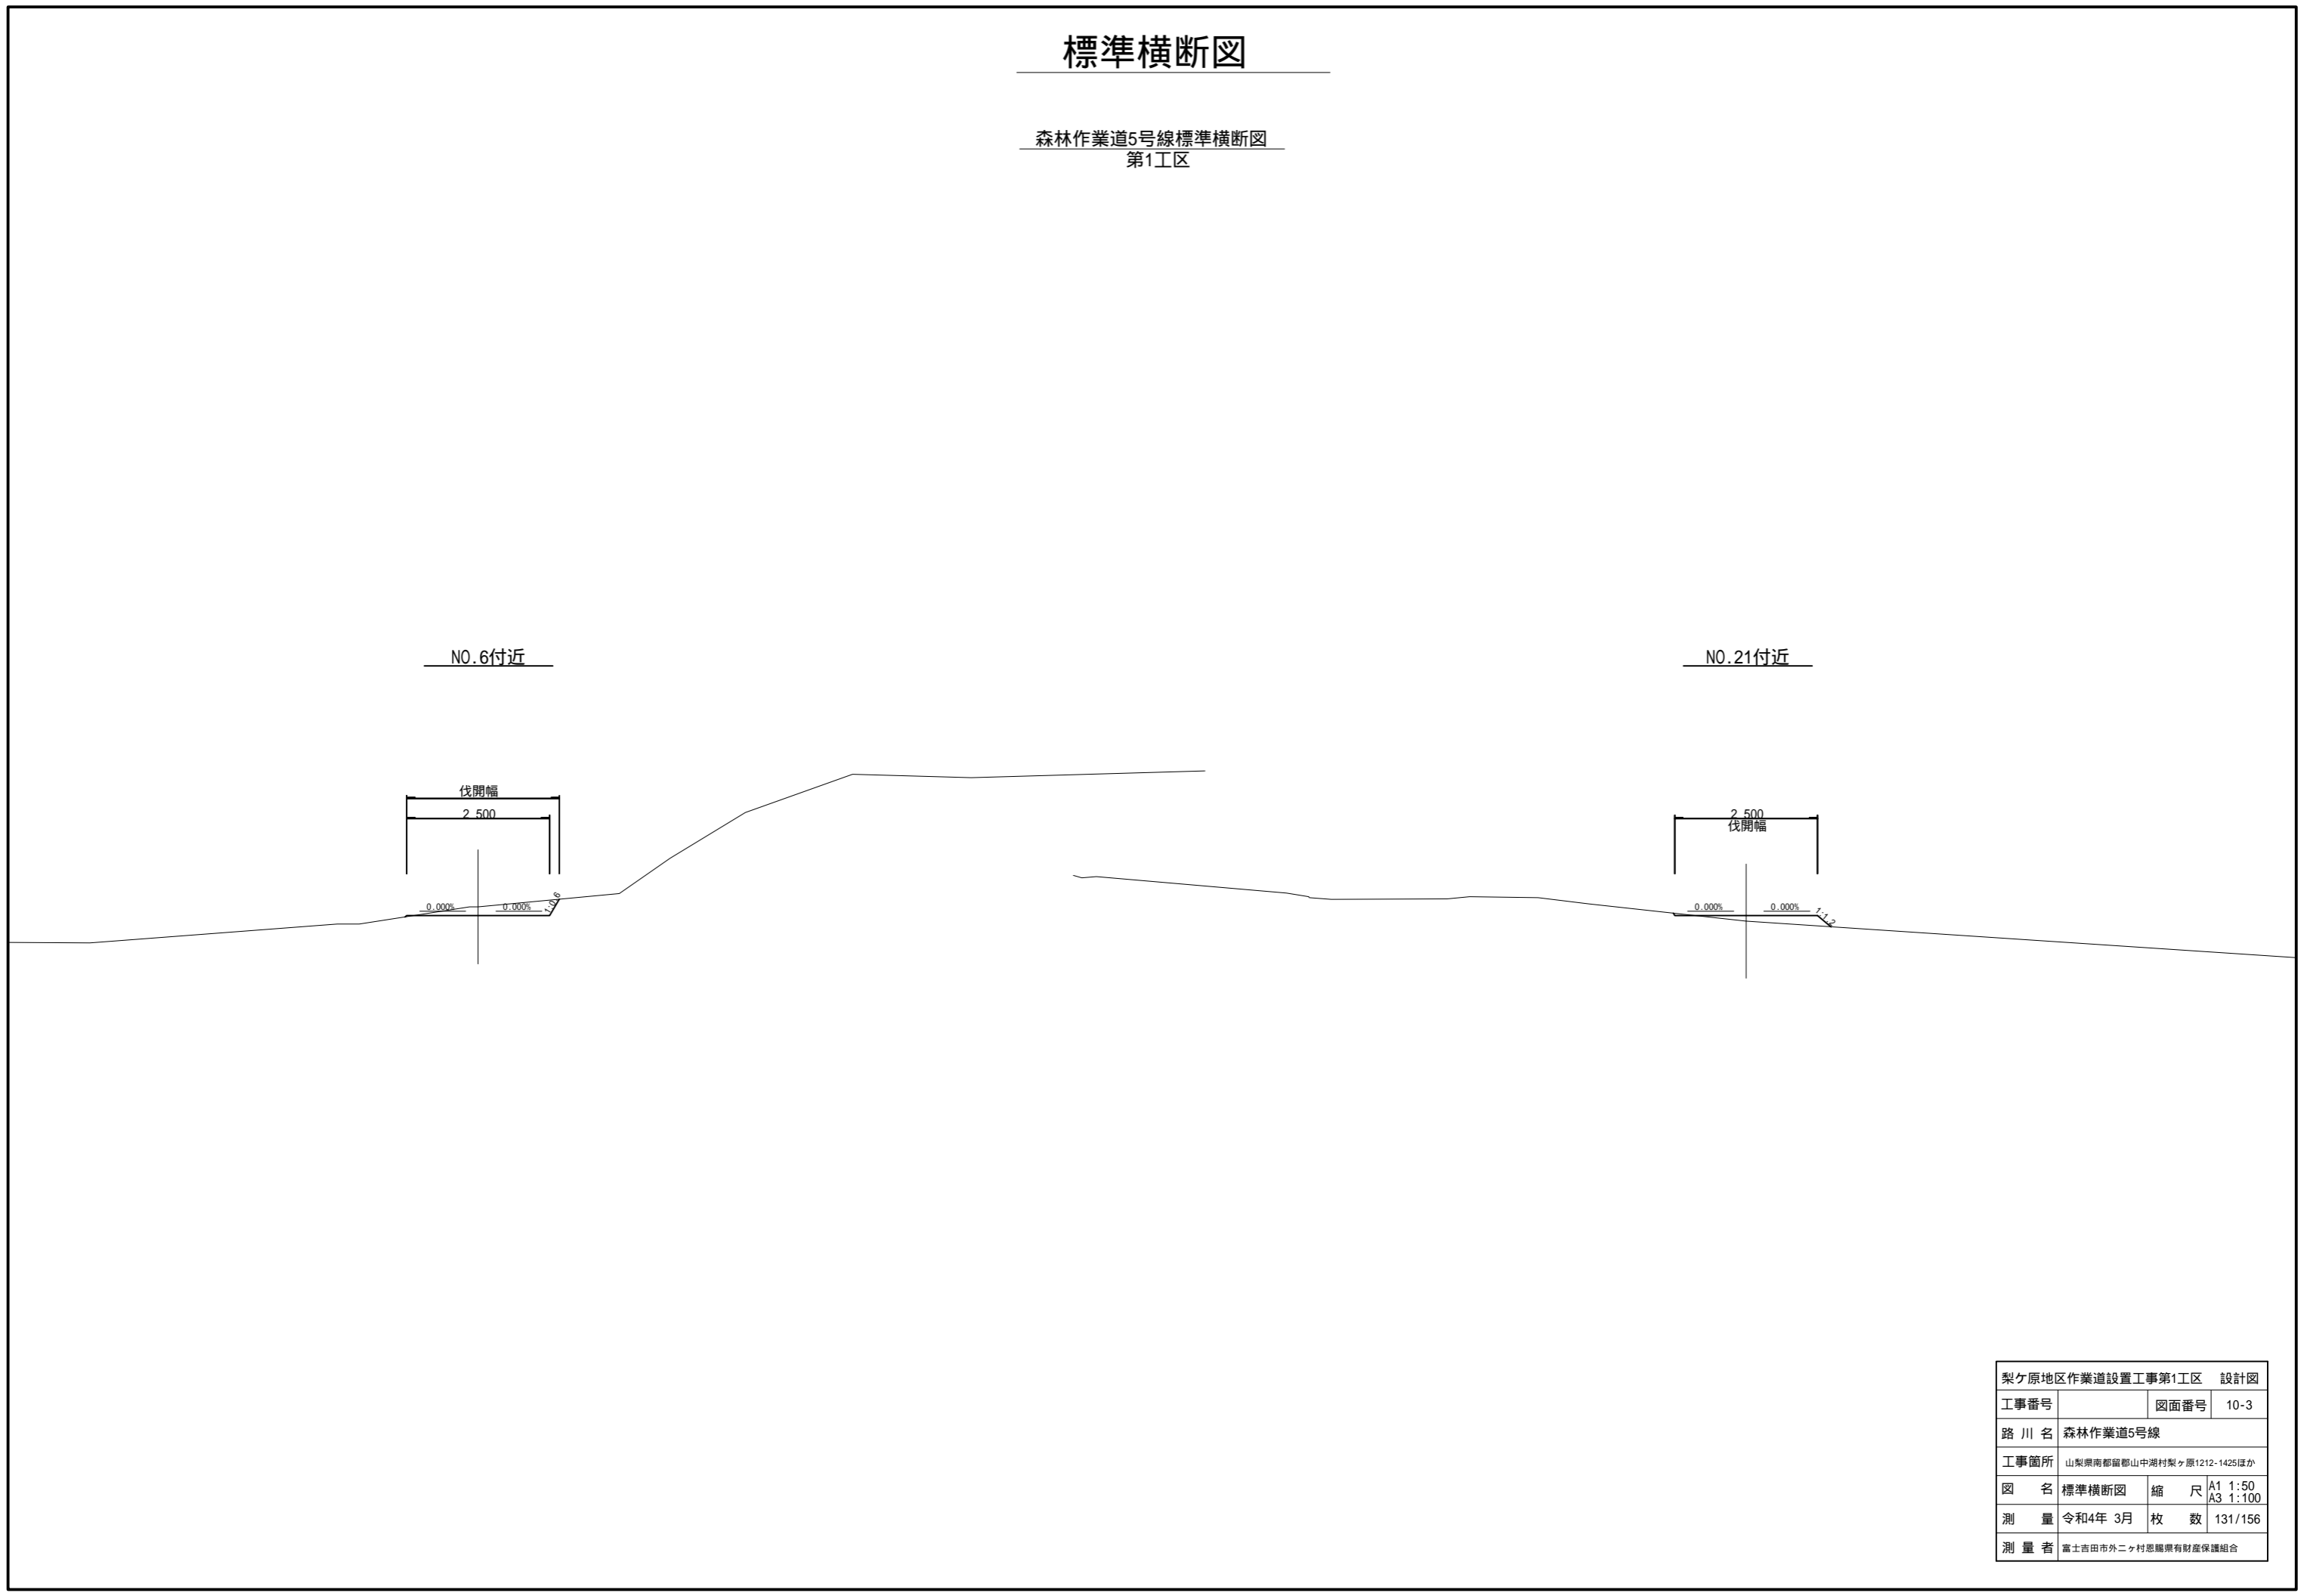 標準横断図
森林作業道5号線標準横断図
第1工区
NO.6付近
NO.21付近
伐開幅
2.500
2.500
伐開幅
0.000%
0.000%
1:0.6
0.000%
0.000%
1:1.2
梨ケ原地区作業道設置工事第1工区 設計図
工事番号 図面番号 10-3
路川名 森林作業道5号線
工事箇所 山梨県南都留郡山中湖村梨ヶ原1212-1425ほか
図名 標準横断図 縮尺 A1 1:50
A3 1:100
測量 令和4年 3月 枚数 131/156
測量者 富士吉田市外二ヶ村恩賜県有財産保護組合